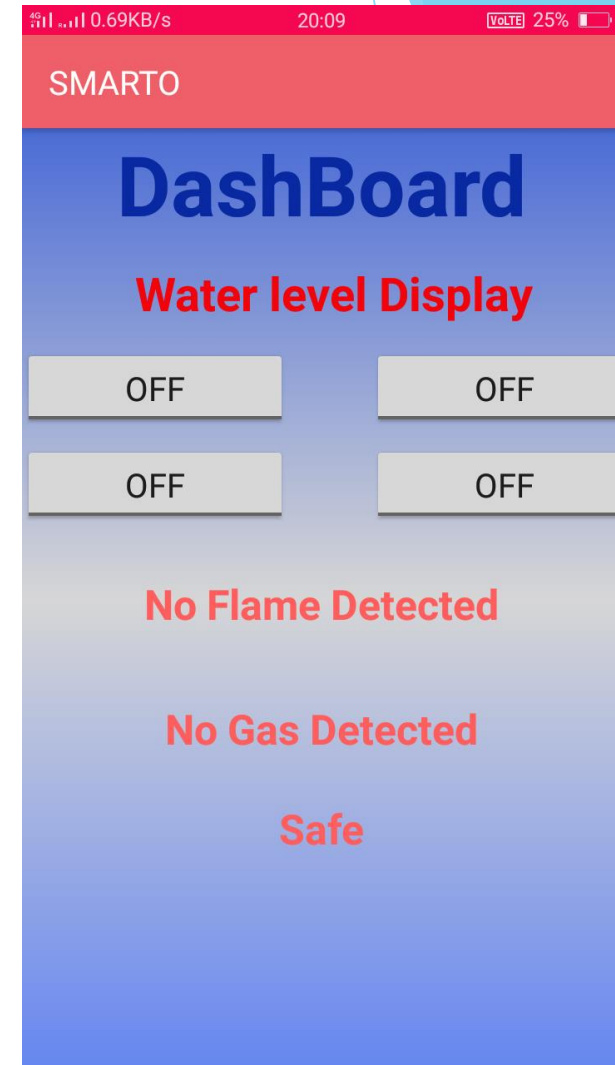 4G 0.69KB/s 20:09 VoLTE 25%
SMARTO
DashBoard
Water level Display
OFF OFF
OFF OFF
No Flame Detected
No Gas Detected
Safe